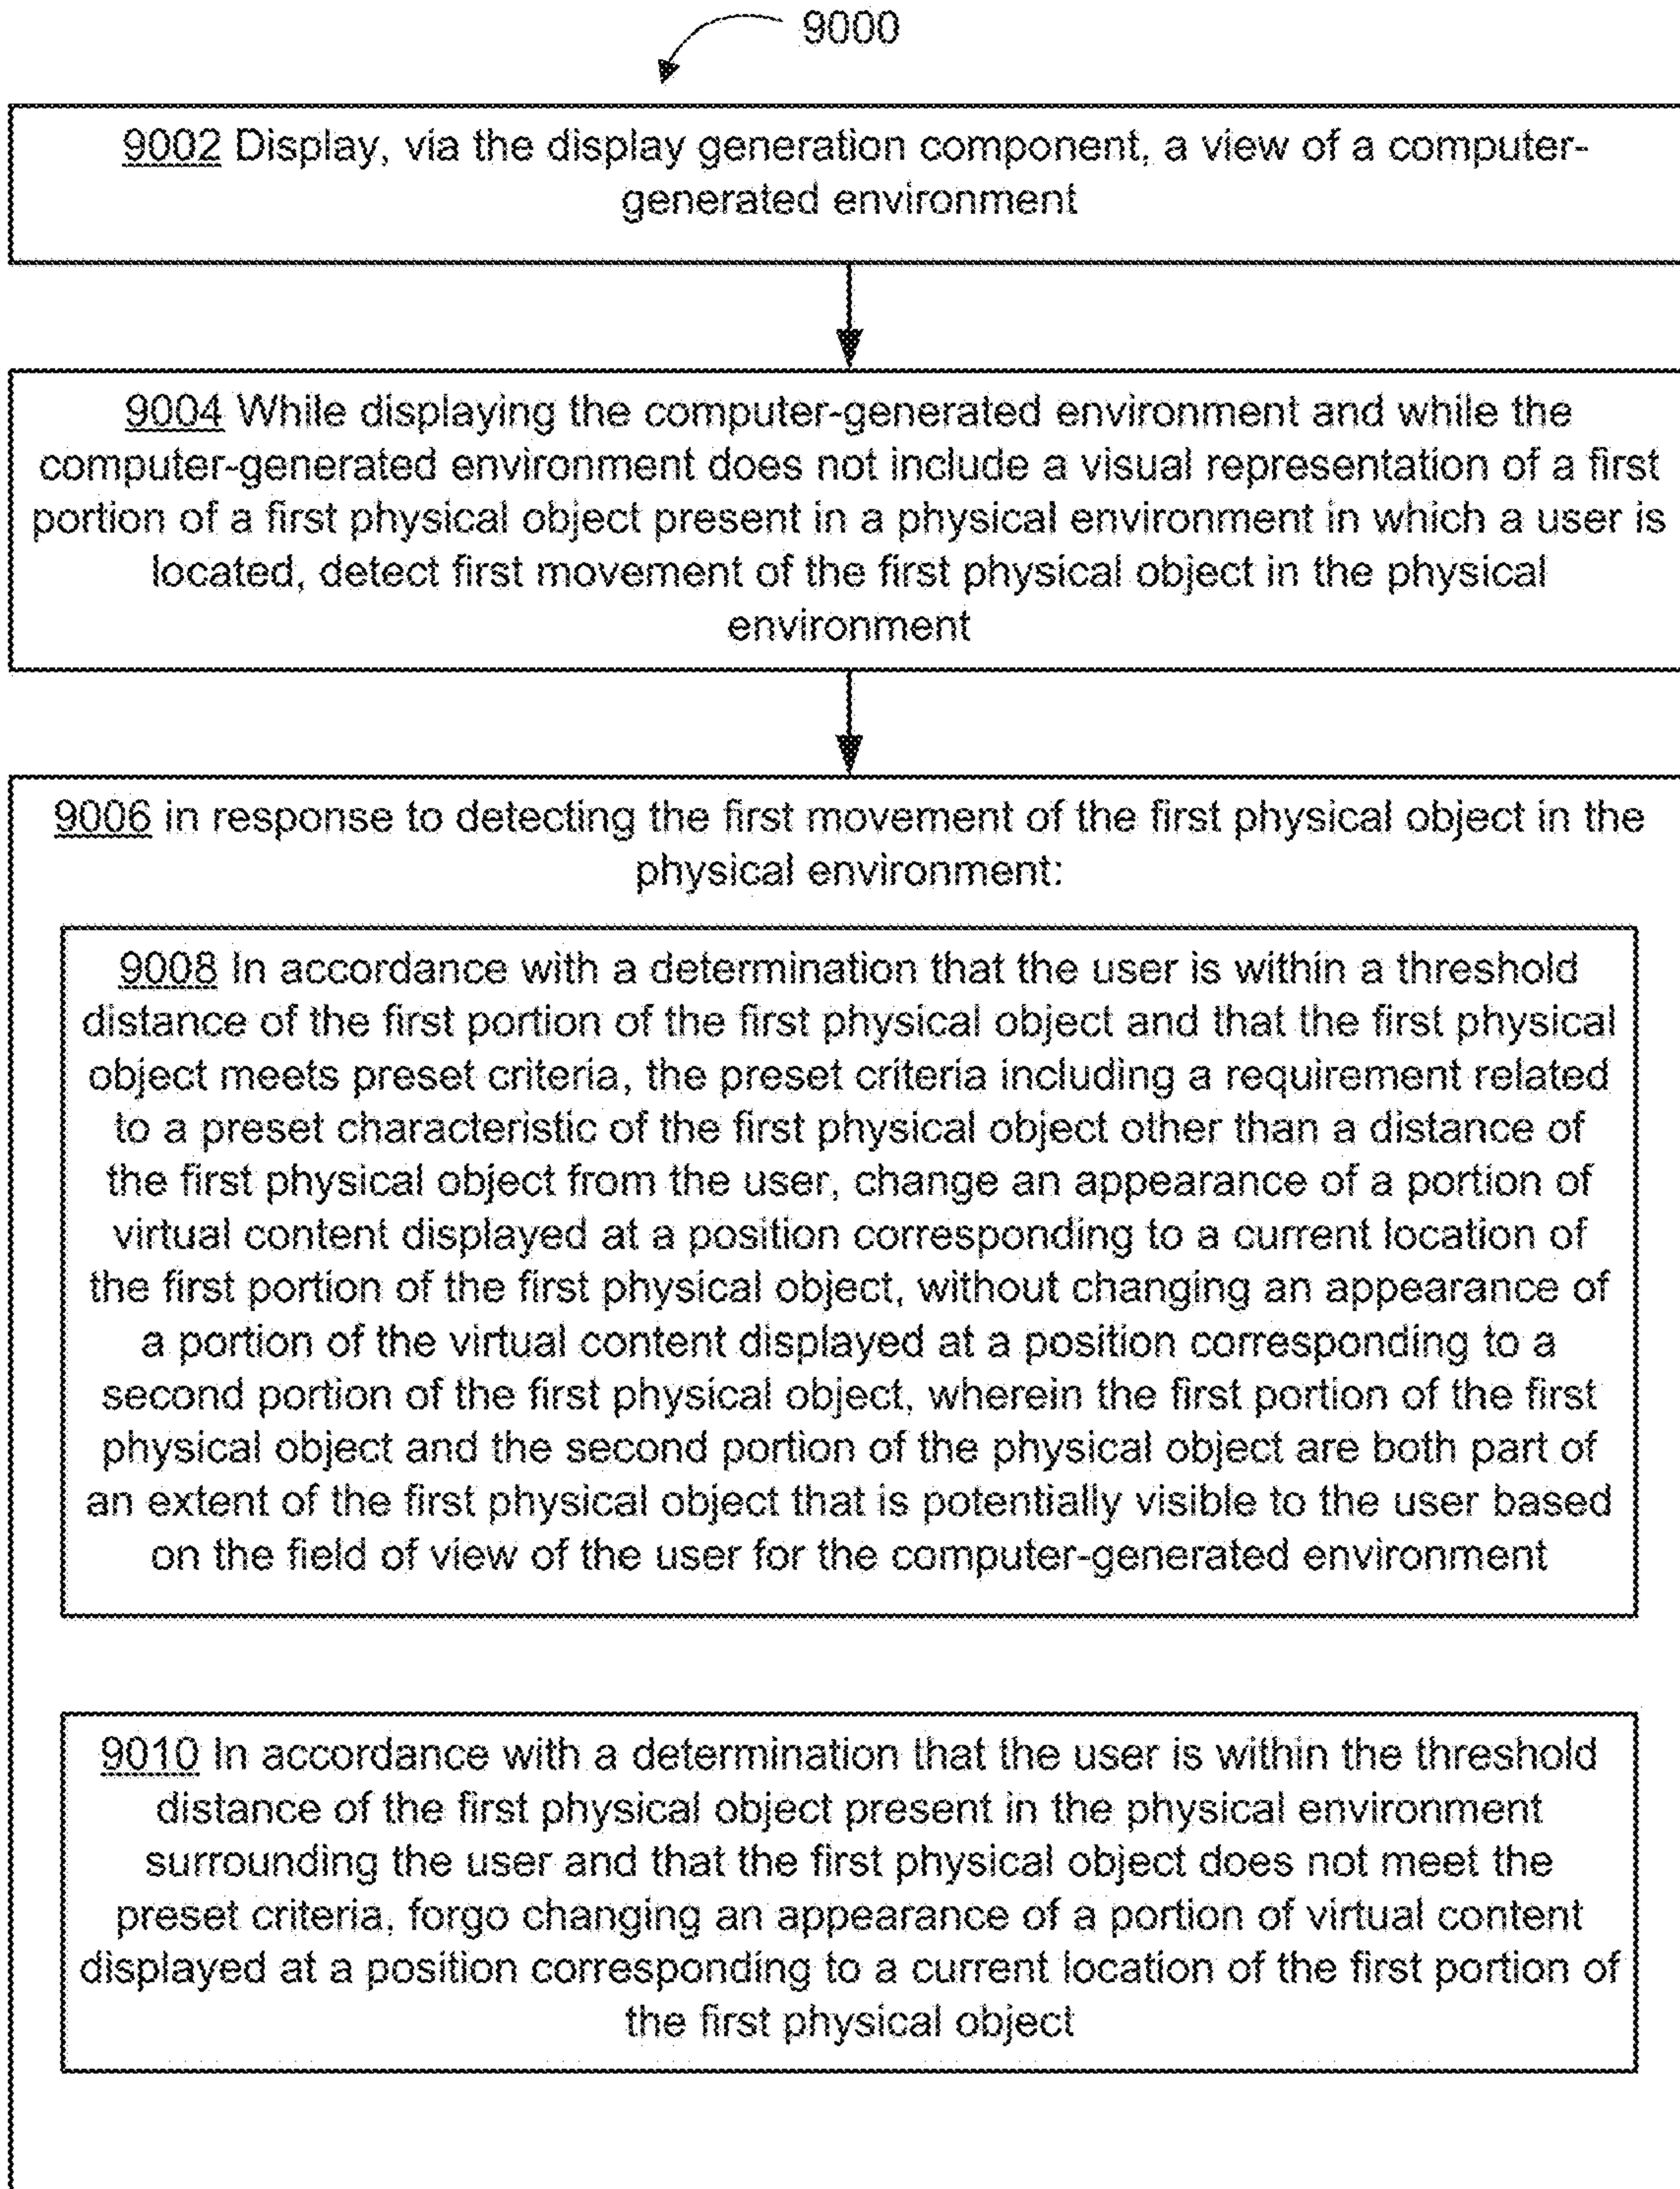 9000
9002 Display, via the display generation component, a view of a computer-
generated environment
9004 While displaying the computer-generated environment and while the
computer-generated environment does not include a visual representation of a first
portion of a first physical object present in a physical environment in which a user is
located, detect first movement of the first physical object in the physical
environment
9006 in response to detecting the first movement of the first physical object in the
physical environment:
9008 In accordance with a determination that the user is within a threshold
distance of the first portion of the first physical object and that the first physical
object meets preset criteria, the preset criteria including a requirement related
to a preset characteristic of the first physical object other than a distance of
the first physical object from the user, change an appearance of a portion of
virtual content displayed at a position corresponding to a current location of
the first portion of the first physical object, without changing an appearance of
a portion of the virtual content displayed at a position corresponding to a
second portion of the first physical object, wherein the first portion of the first
physical object and the second portion of the physical object are both part of
an extent of the first physical object that is potentially visible to the user based
on the field of view of the user for the computer-generated environment
9010 In accordance with a determination that the user is within the threshold
distance of the first physical object present in the physical environment
surrounding the user and that the first physical object does not meet the
preset criteria, forgo changing an appearance of a portion of virtual content
displayed at a position corresponding to a current location of the first portion of
the first physical object